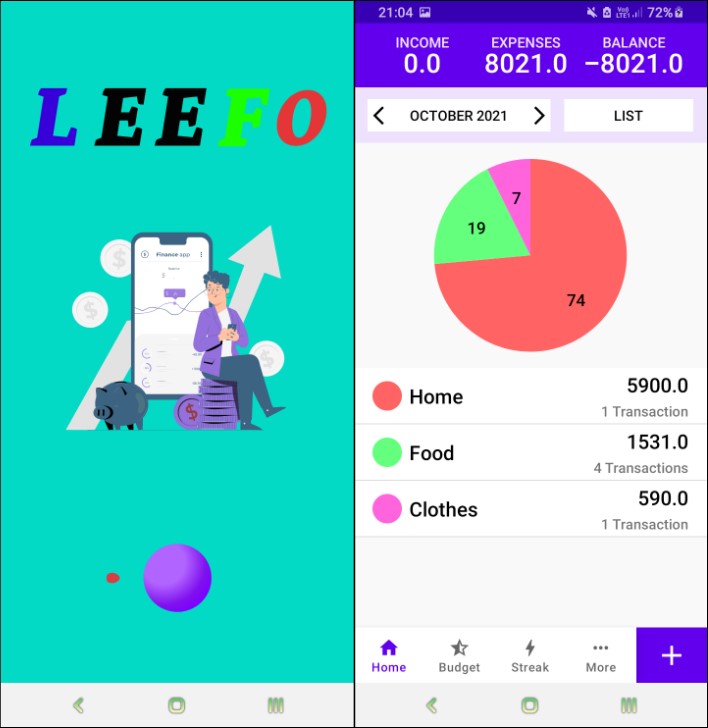 LEEFO
Finance app
21:04
72%
INCOME EXPENSES BALANCE
0.0 8021.0 −8021.0
OCTOBER 2021 LIST
7
19
74
Home 5900.0
1 Transaction
Food 1531.0
4 Transactions
Clothes 590.0
1 Transaction
Home Budget Streak More
+